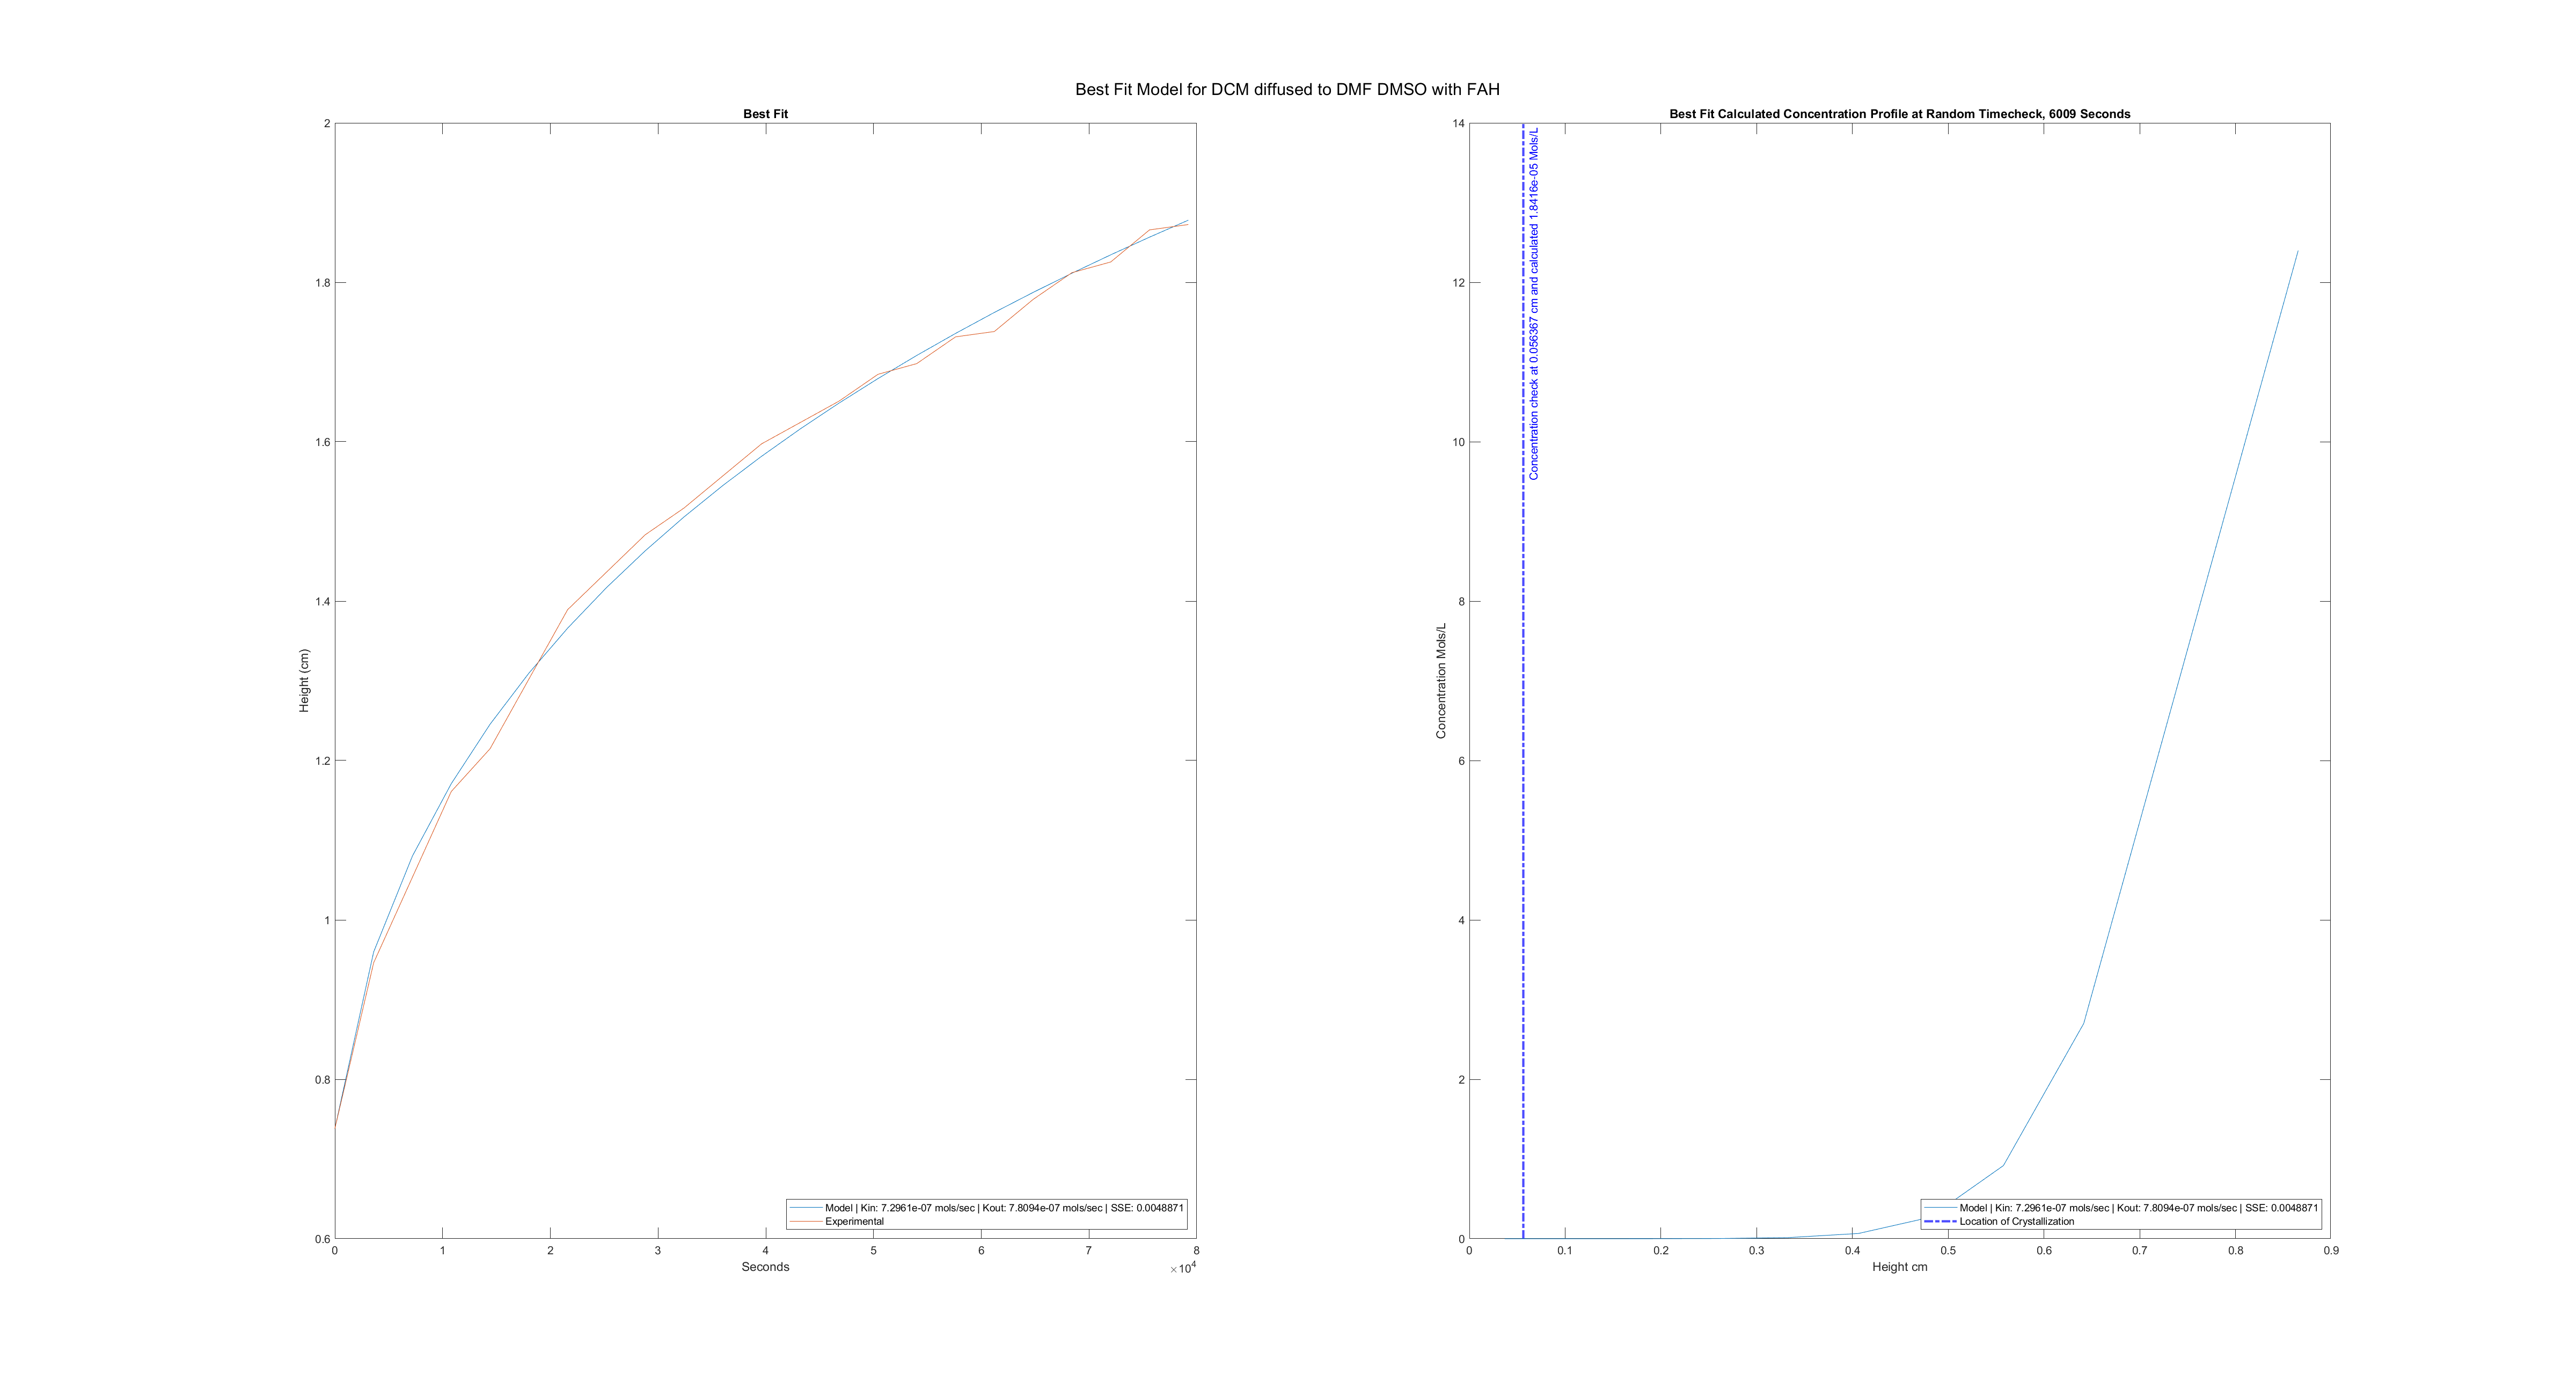 Best Fit Model for DCM diffused to DMF DMSO with FAH
Best Fit
2
1.8
1.6
1.4
1.2
1
0.8
0.6
Height (cm)
0 1 2 3 4 5 6 7 8
×10^4
Seconds
Model | Kin: 7.2961e-07 mols/sec | Kout: 7.8094e-07 mols/sec | SSE: 0.0048871
Experimental
Best Fit Calculated Concentration Profile at Random Timecheck, 6009 Seconds
14
12
10
8
6
4
2
0
Concentration Mols/L
Concentration check at 0.056367 cm and calculated 1.8416e-05 Mols/L
0 0.1 0.2 0.3 0.4 0.5 0.6 0.7 0.8 0.9
Height cm
Model | Kin: 7.2961e-07 mols/sec | Kout: 7.8094e-07 mols/sec | SSE: 0.0048871
Location of Crystallization